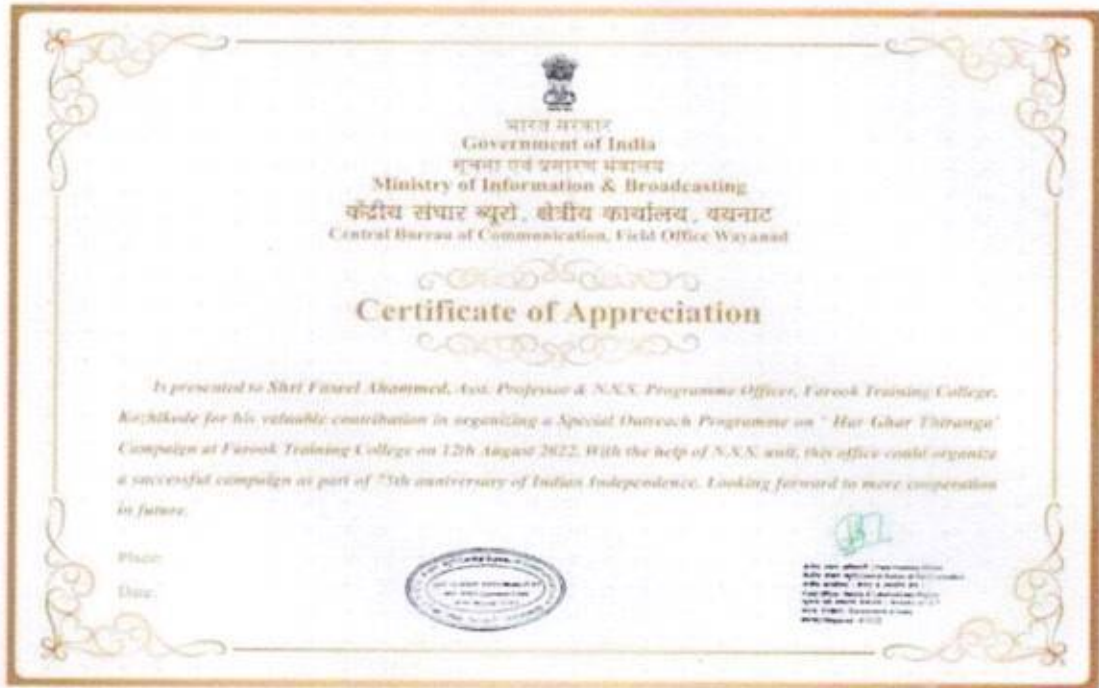 भारत सरकार
Government of India
सूचना एवं प्रसारण मंत्रालय
Ministry of Information & Broadcasting
केंद्रीय संचार ब्यूरो, क्षेत्रीय कार्यालय, वयनाट
Central Bureau of Communication, Field Office Wayanad
Certificate of Appreciation
Is presented to Shri Ahammed, Asst. Professor & N.S.S. Programme Officer, Farook Training College,
Kozhikode for his valuable contribution in organizing a Special Outreach Programme on " Har Ghar Thiranga'
Campaign at Farook Training College on 12th August 2022. With the help of N.S.S. unit, this office could organize
a successful campaign as part of 75th anniversary of Indian Independence. Looking forward to more cooperation
in future.
Place:
Date: